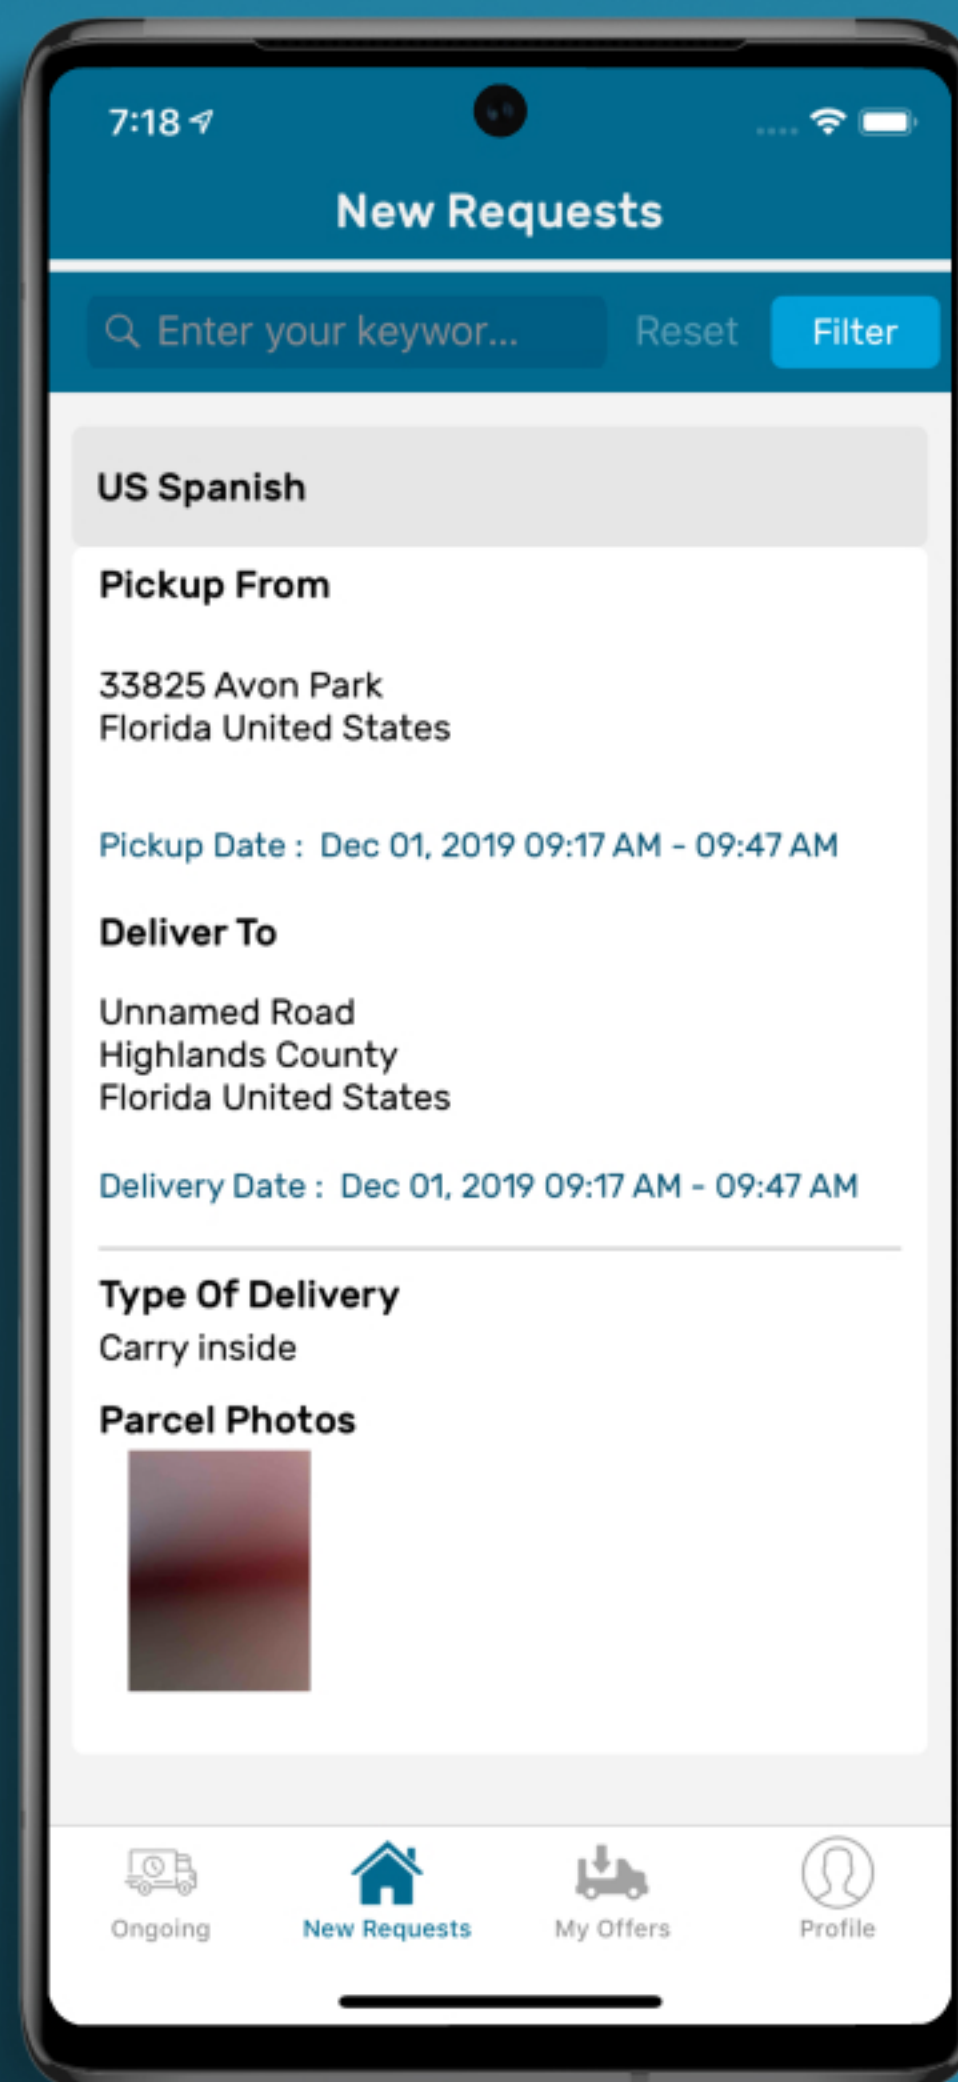 7:18
New Requests
Enter your keywor...
Reset
Filter
US Spanish
Pickup From
33825 Avon Park
Florida United States
Pickup Date : Dec 01, 2019 09:17 AM - 09:47 AM
Deliver To
Unnamed Road
Highlands County
Florida United States
Delivery Date : Dec 01, 2019 09:17 AM - 09:47 AM
Type Of Delivery
Carry inside
Parcel Photos
Ongoing
New Requests
My Offers
Profile